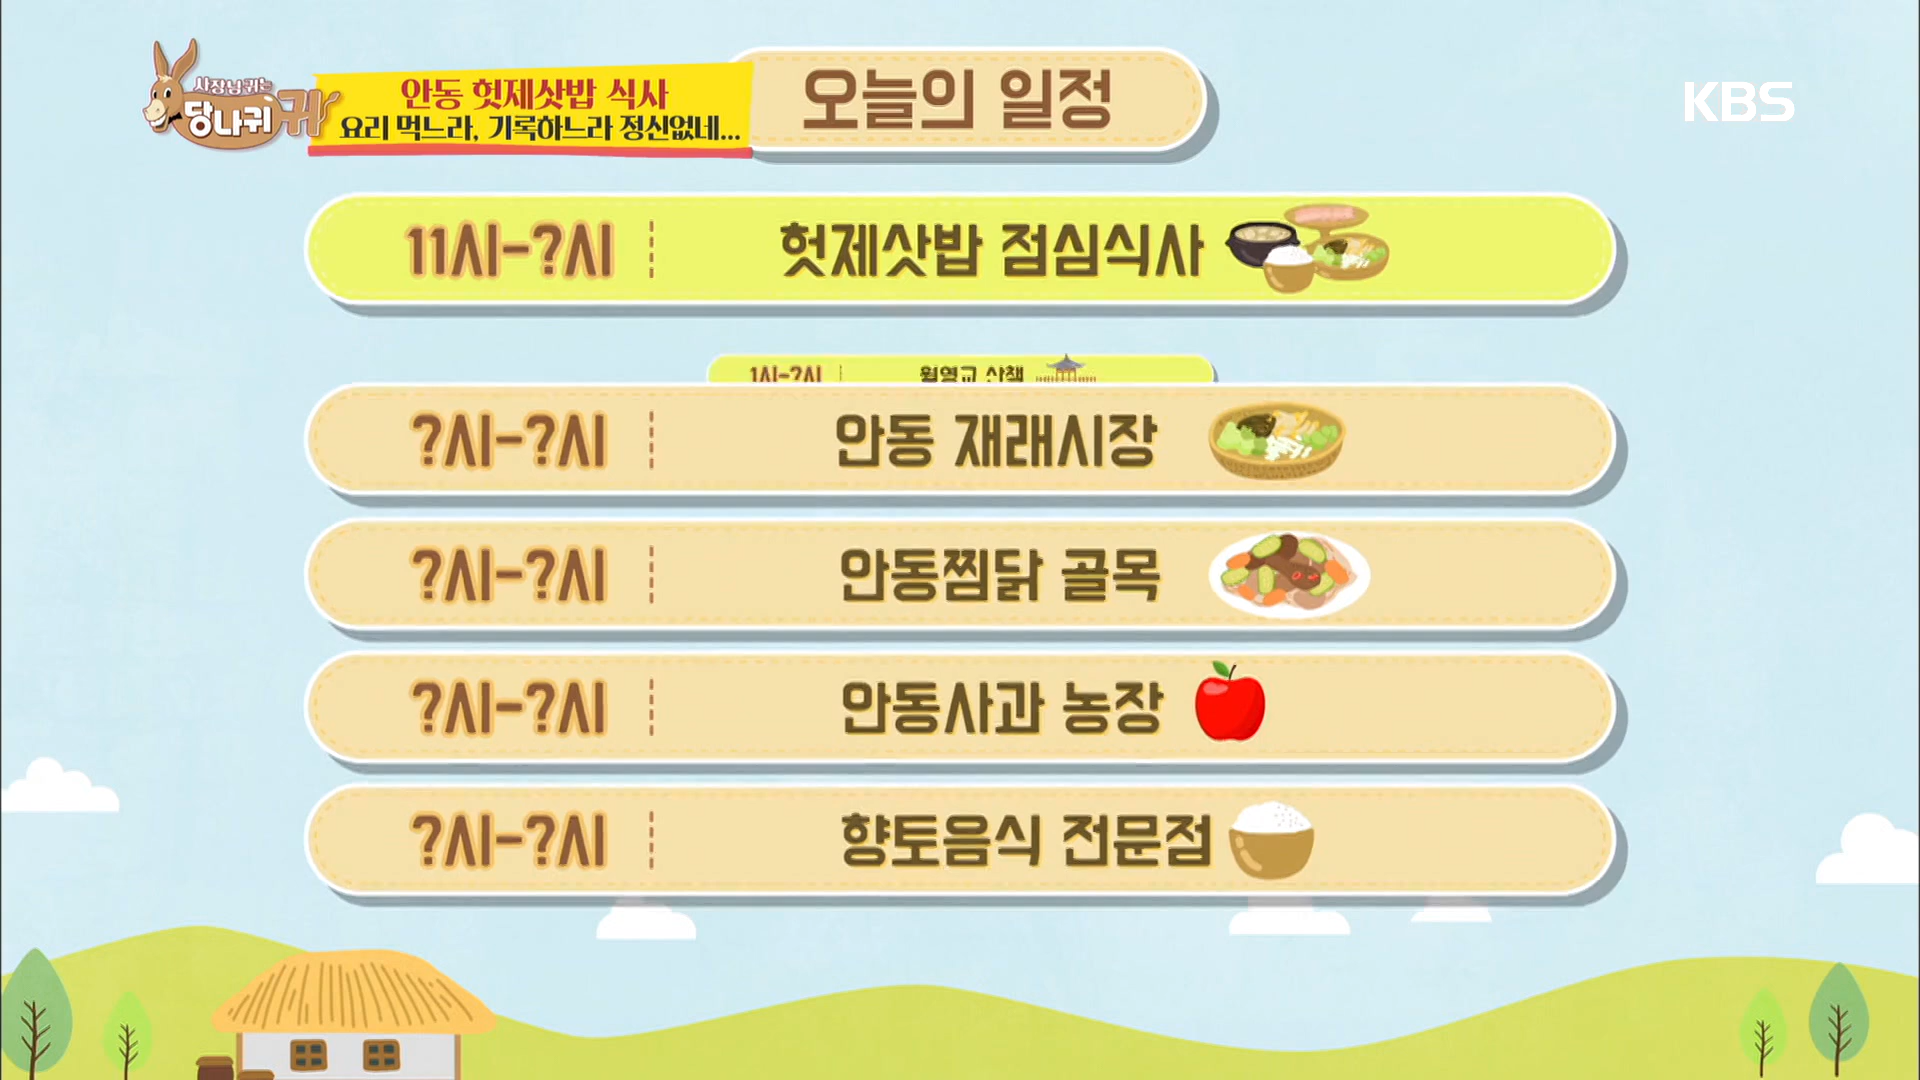 사장님귀는
당나귀 귀
안동 헛제삿밥 식사
요리 먹느라, 기록하느라 정신없네...
오늘의 일정
KBS
11시-?시 헛제삿밥 점심식사
1시-?시 월영교 산책
?시-?시 안동 재래시장
?시-?시 안동찜닭 골목
?시-?시 안동사과 농장
?시-?시 향토음식 전문점